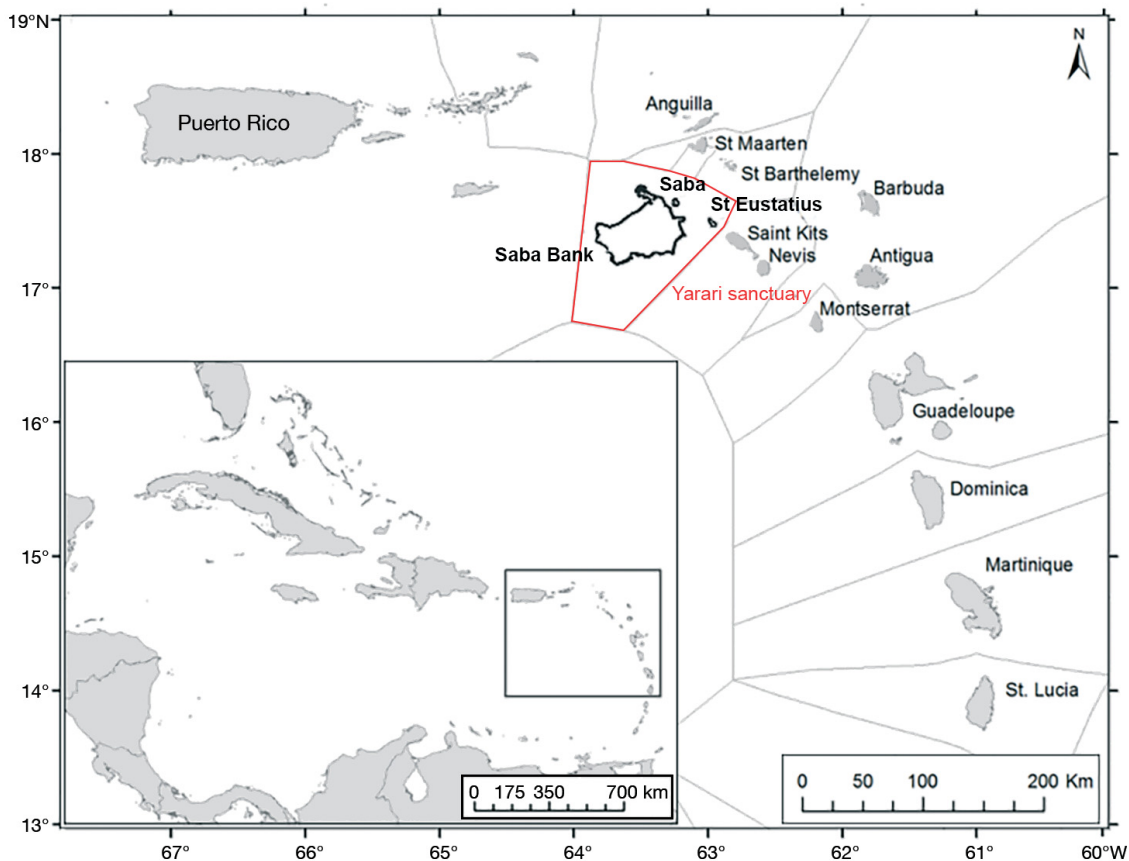 19°N
18°
17°
16°
15°
14°
13°
67°
66°
65°
64°
63°
62°
61°
60°W
N
Puerto Rico
Anguilla
St Maarten
St Barthelemy
Saba
St Eustatius
Barbuda
Saint Kits
Saba Bank
Nevis
Antigua
Yarari sanctuary
Montserrat
Guadeloupe
Dominica
Martinique
St. Lucia
0 175 350 700 km
0 50 100 200 Km